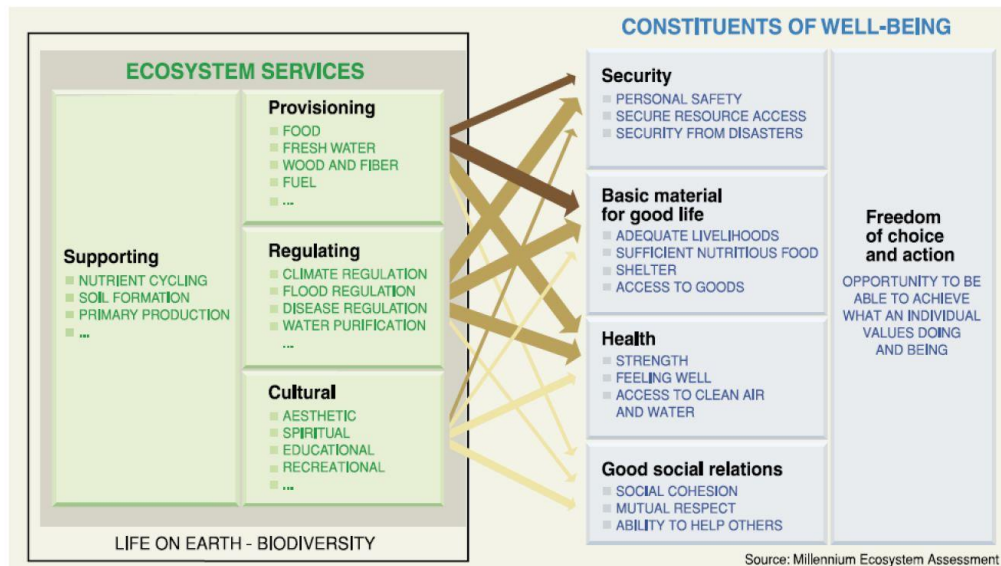 CONSTITUENTS OF WELL-BEING
ECOSYSTEM SERVICES
Supporting
NUTRIENT CYCLING
SOIL FORMATION
PRIMARY PRODUCTION
...
Provisioning
FOOD
FRESH WATER
WOOD AND FIBER
FUEL
...
Regulating
CLIMATE REGULATION
FLOOD REGULATION
DISEASE REGULATION
WATER PURIFICATION
...
Cultural
AESTHETIC
SPIRITUAL
EDUCATIONAL
RECREATIONAL
...
LIFE ON EARTH - BIODIVERSITY
Security
PERSONAL SAFETY
SECURE RESOURCE ACCESS
SECURITY FROM DISASTERS
Basic material
for good life
ADEQUATE LIVELIHOODS
SUFFICIENT NUTRITIOUS FOOD
SHELTER
ACCESS TO GOODS
Health
STRENGTH
FEELING WELL
ACCESS TO CLEAN AIR
AND WATER
Good social relations
SOCIAL COHESION
MUTUAL RESPECT
ABILITY TO HELP OTHERS
Freedom
of choice
and action
OPPORTUNITY TO BE
ABLE TO ACHIEVE
WHAT AN INDIVIDUAL
VALUES DOING
AND BEING
Source: Millennium Ecosystem Assessment